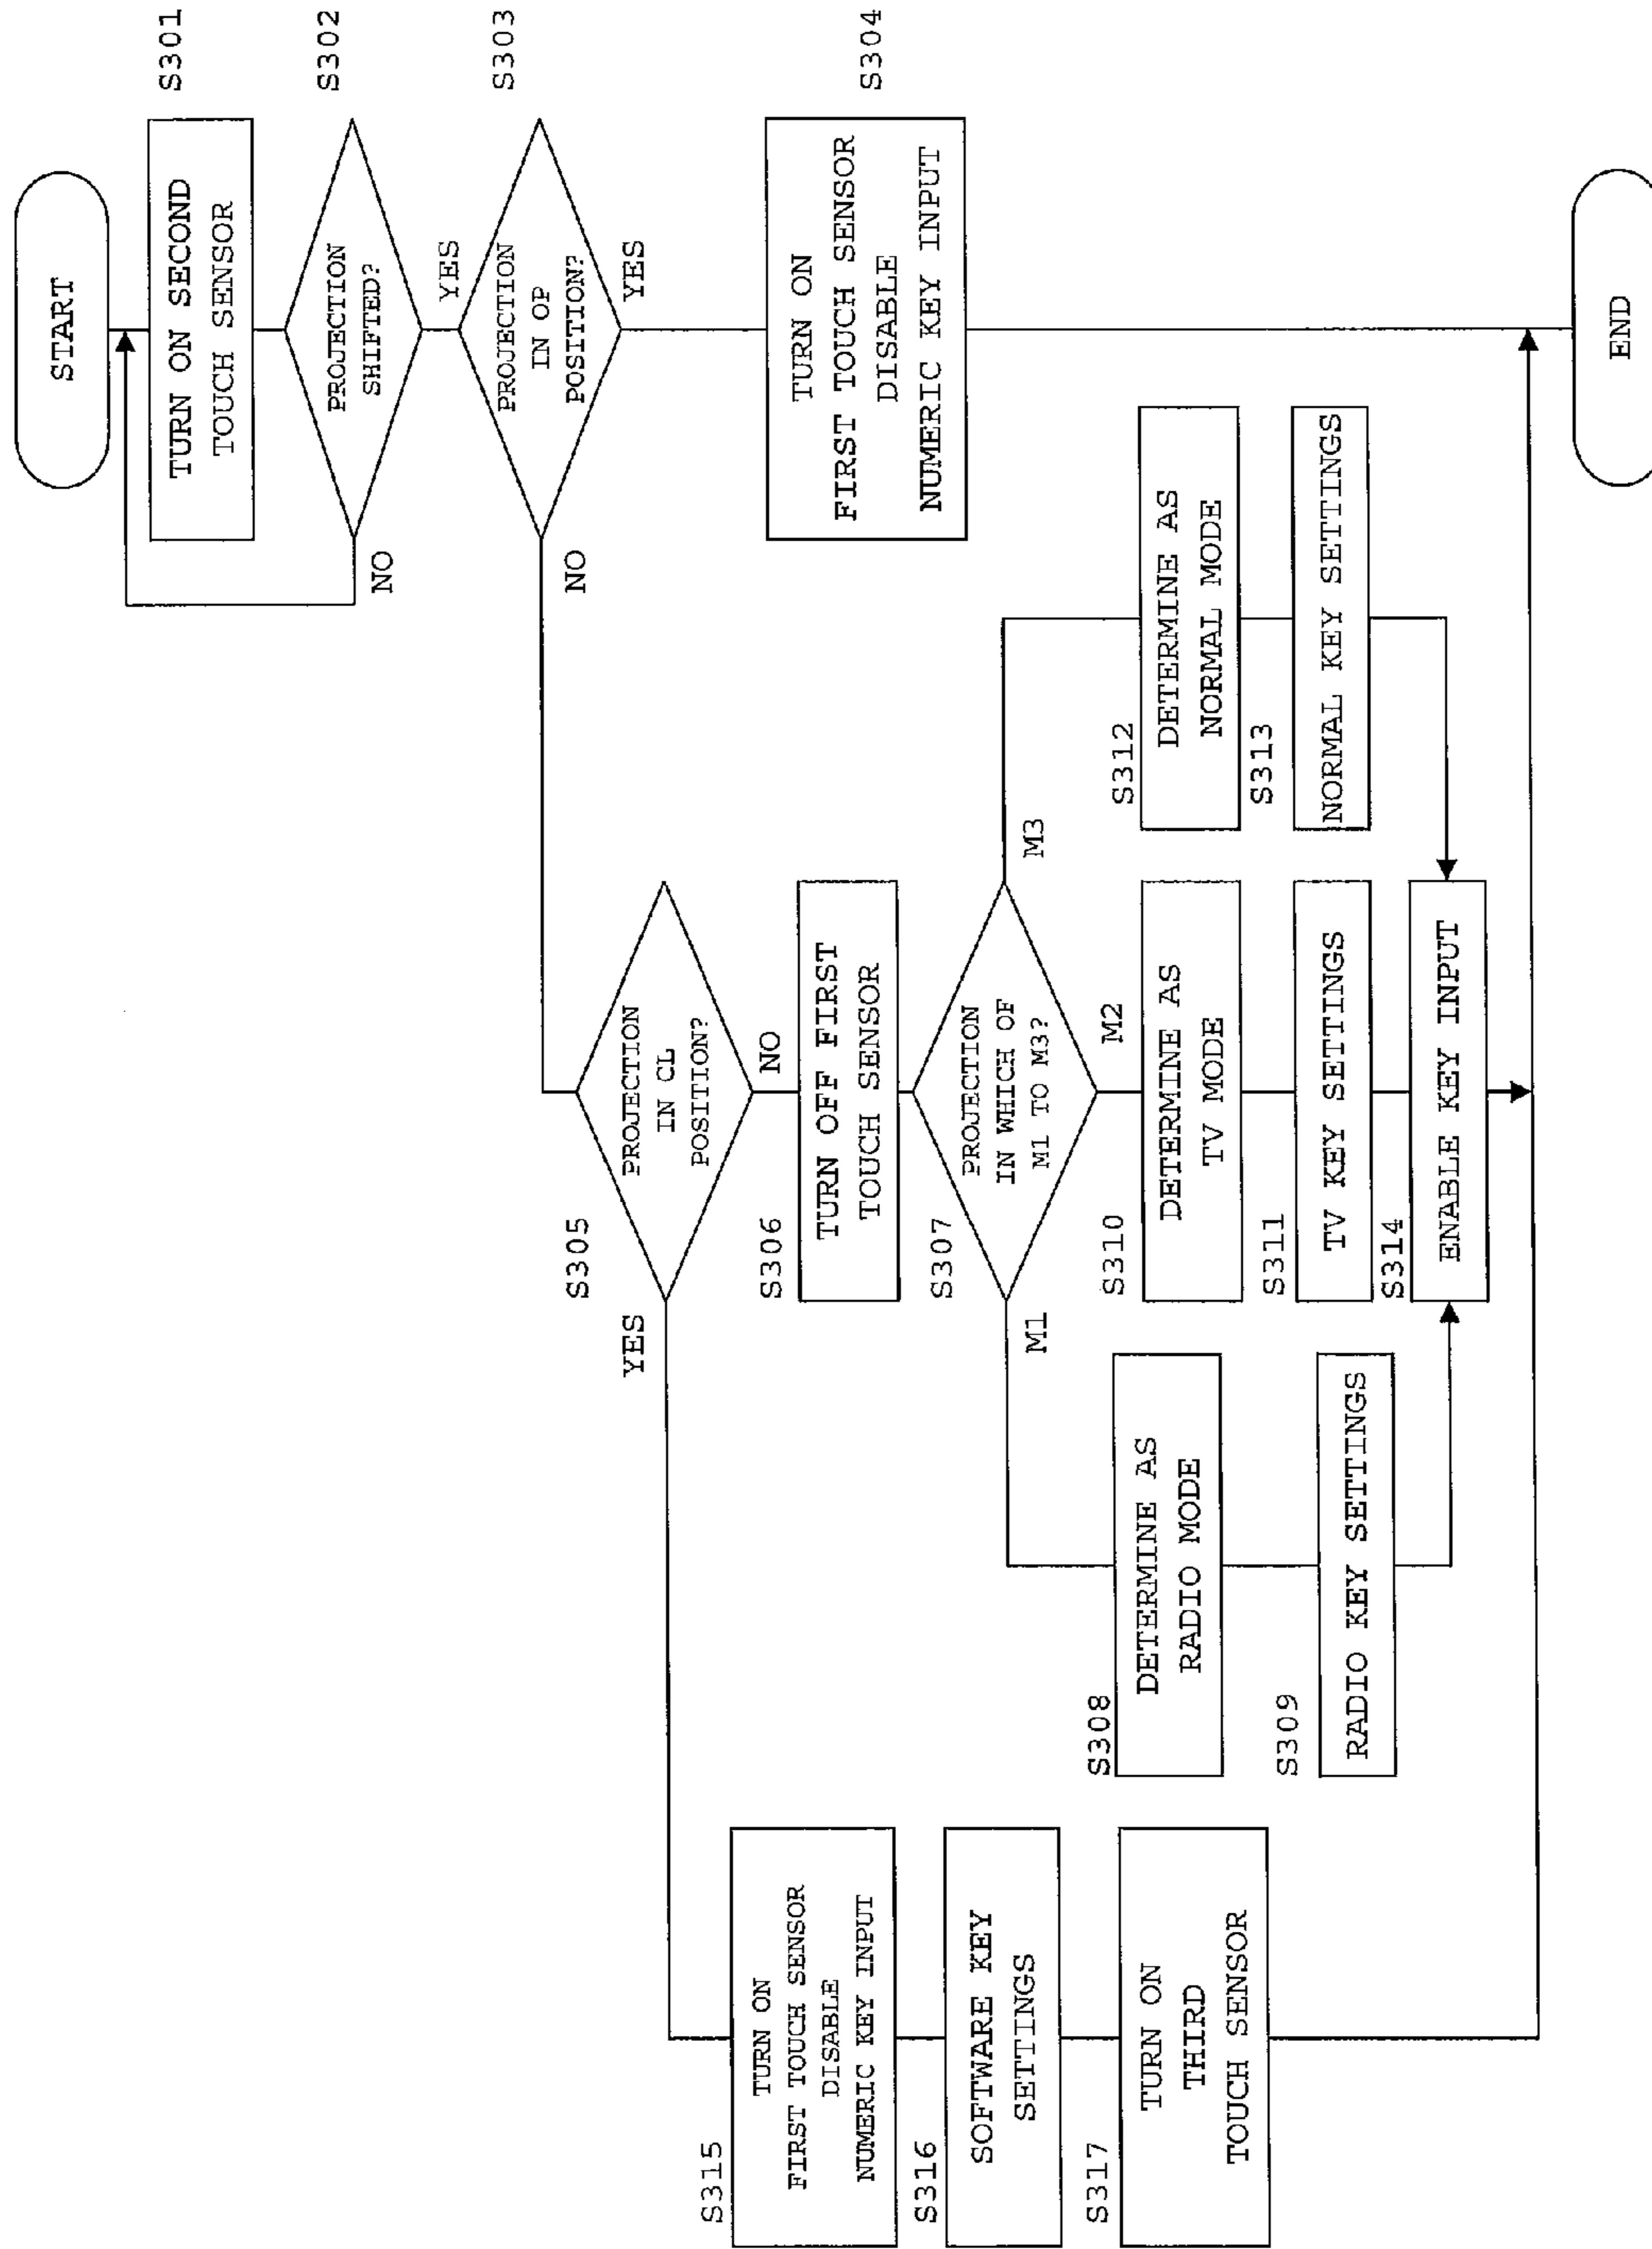 START
S301
TURN ON SECOND
TOUCH SENSOR
S302
PROJECTION
SHIFTED?
NO
YES
S303
PROJECTION
IN OP
POSITION?
NO
YES
S304
TURN ON
FIRST TOUCH SENSOR
DISABLE
NUMERIC KEY INPUT
S305
PROJECTION
IN CL
POSITION?
YES
NO
S306
TURN OFF FIRST
TOUCH SENSOR
S307
PROJECTION
IN WHICH OF
M1 TO M3?
M1
M2
M3
S308
DETERMINE AS
RADIO MODE
S309
RADIO KEY SETTINGS
S310
DETERMINE AS
TV MODE
S311
TV KEY SETTINGS
S312
DETERMINE AS
NORMAL MODE
S313
NORMAL KEY SETTINGS
S314
ENABLE KEY INPUT
S315
TURN ON
FIRST TOUCH SENSOR
DISABLE
NUMERIC KEY INPUT
S316
SOFTWARE KEY
SETTINGS
S317
TURN ON
THIRD
TOUCH SENSOR
END